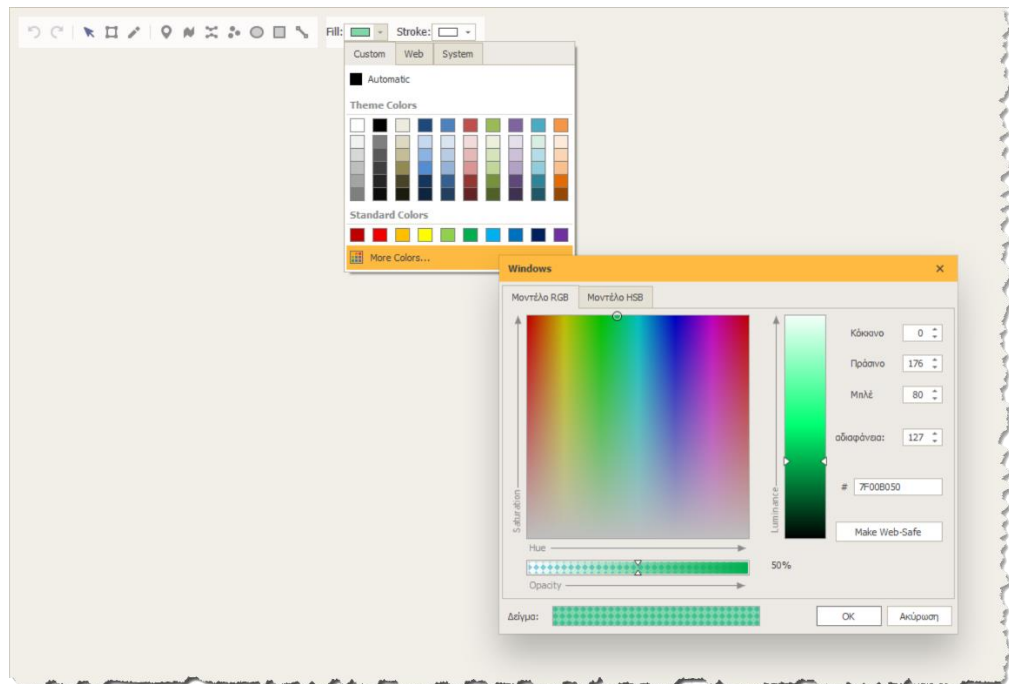 Fill: Stroke:
Custom Web System
Automatic
Theme Colors
Standard Colors
More Colors...
Windows
Μοντέλο RGB Μοντέλο HSB
Κόκκινο 0
Πράσινο 176
Μπλέ 80
αδιαφάνεια: 127
# 7F00B050
Make Web-Safe
Saturation
Luminance
Hue
50%
Opacity
Δείγμα: OK Ακύρωση